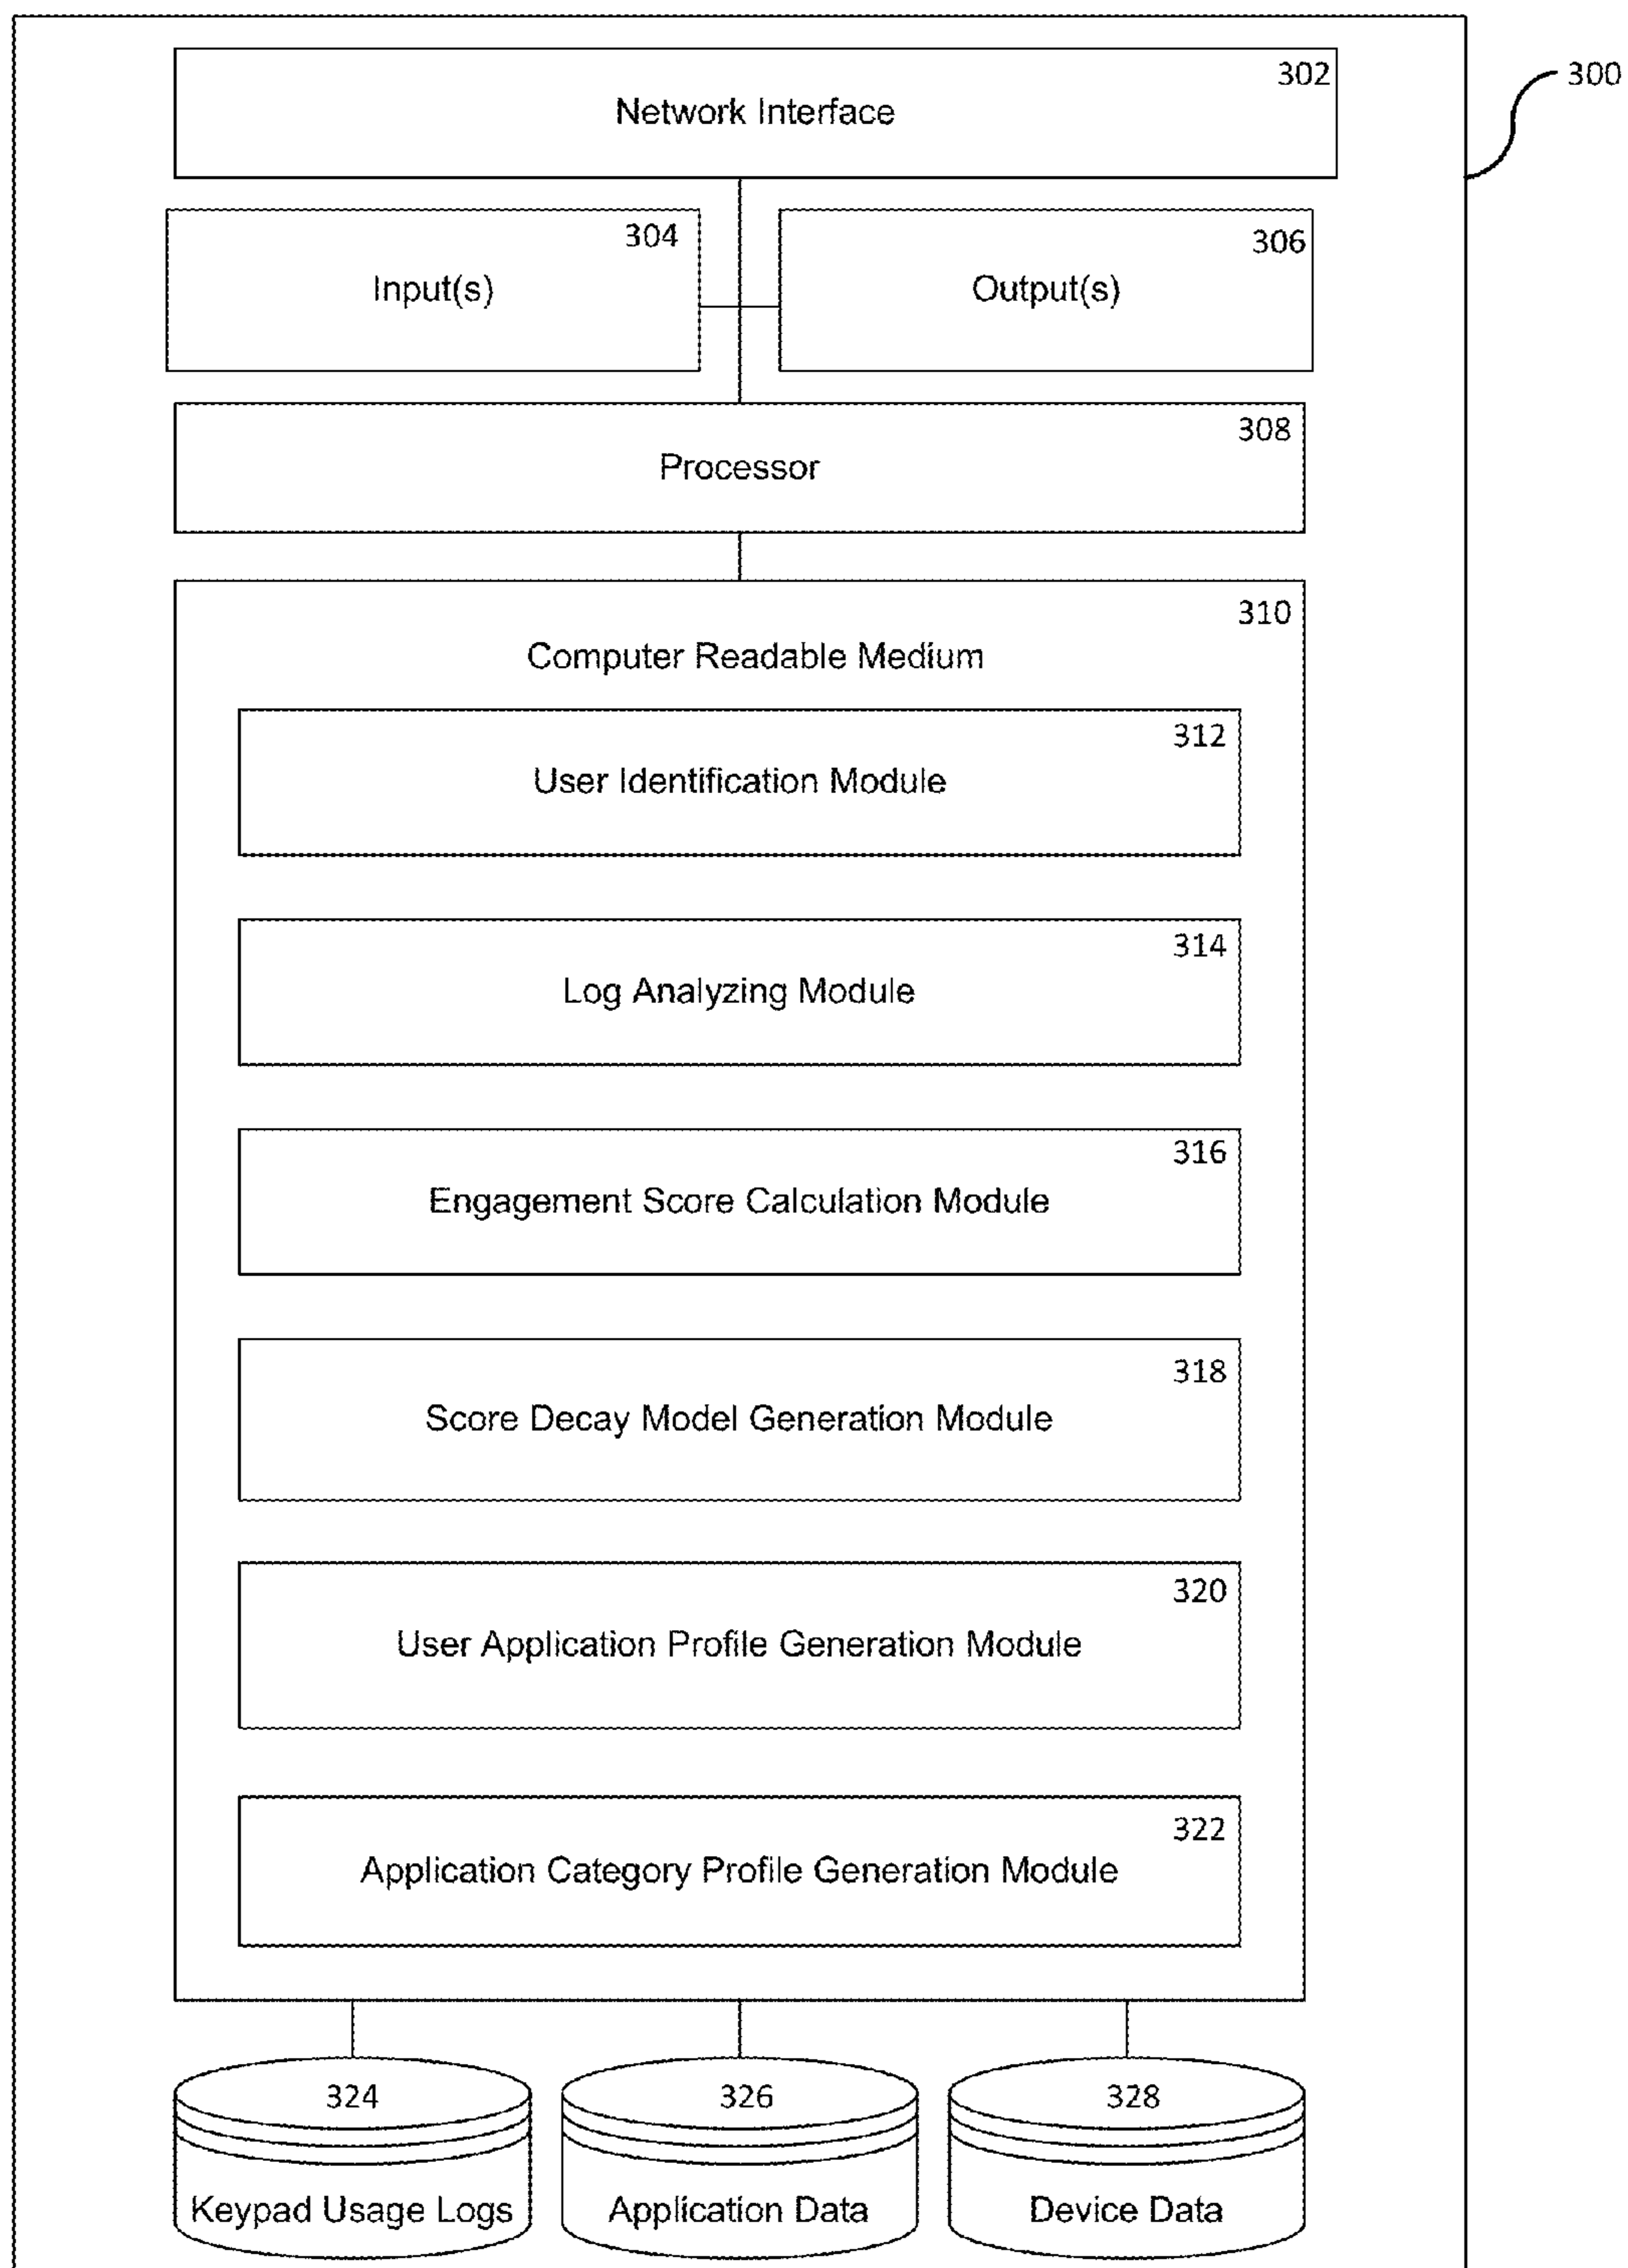 300
302
Network Interface
304
Input(s)
306
Output(s)
308
Processor
310
Computer Readable Medium
312
User Identification Module
314
Log Analyzing Module
316
Engagement Score Calculation Module
318
Score Decay Model Generation Module
320
User Application Profile Generation Module
322
Application Category Profile Generation Module
324
Keypad Usage Logs
326
Application Data
328
Device Data